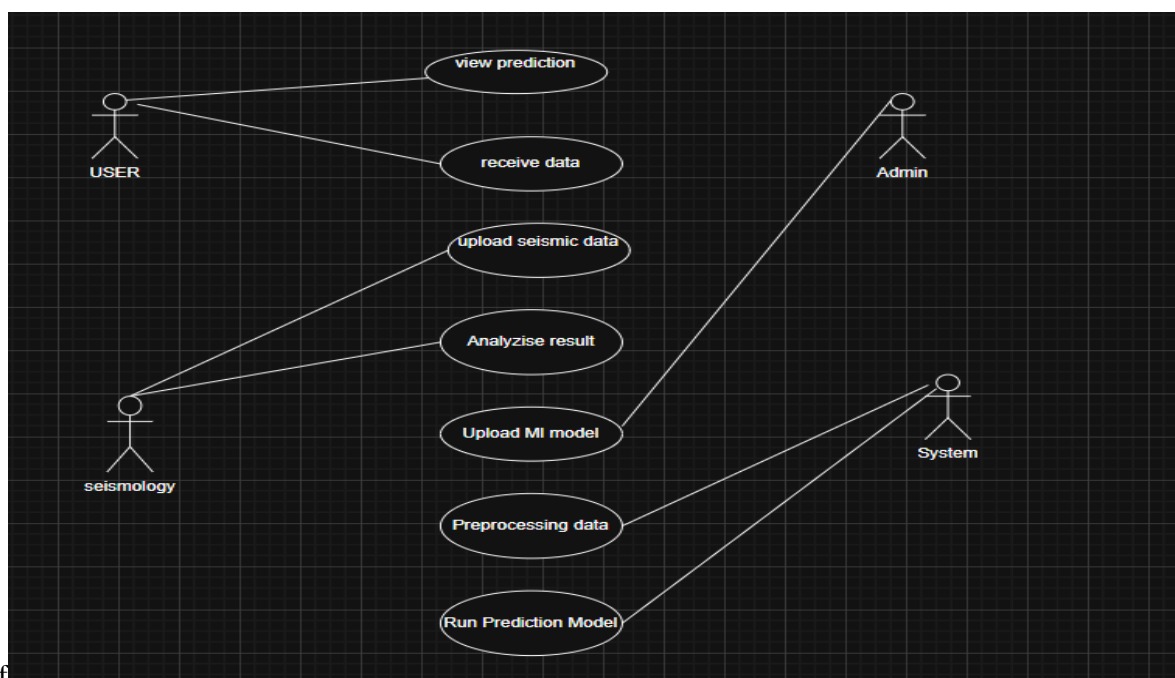 view prediction
USER
receive data
Admin
upload seismic data
Analyzise result
Upload MI model
System
seismology
Preprocessing data
Run Prediction Model
f